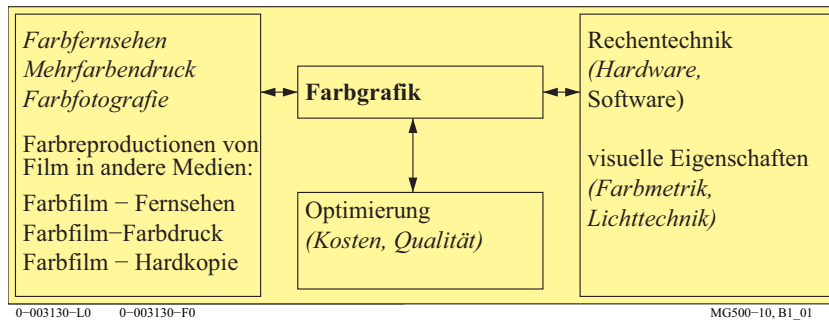 Farbfernsehen
Mehrfarbendruck
Farbfotografie
Farbreproductionen von
Film in andere Medien:
Farbfilm − Fernsehen
Farbfilm−Farbdruck
Farbfilm − Hardkopie
Farbgrafik
Optimierung
(Kosten, Qualität)
Rechentechnik
(Hardware,
Software)
visuelle Eigenschaften
(Farbmetrik,
Lichttechnik)
0−003130−L0 0−003130−F0
MG500−10, B1_01